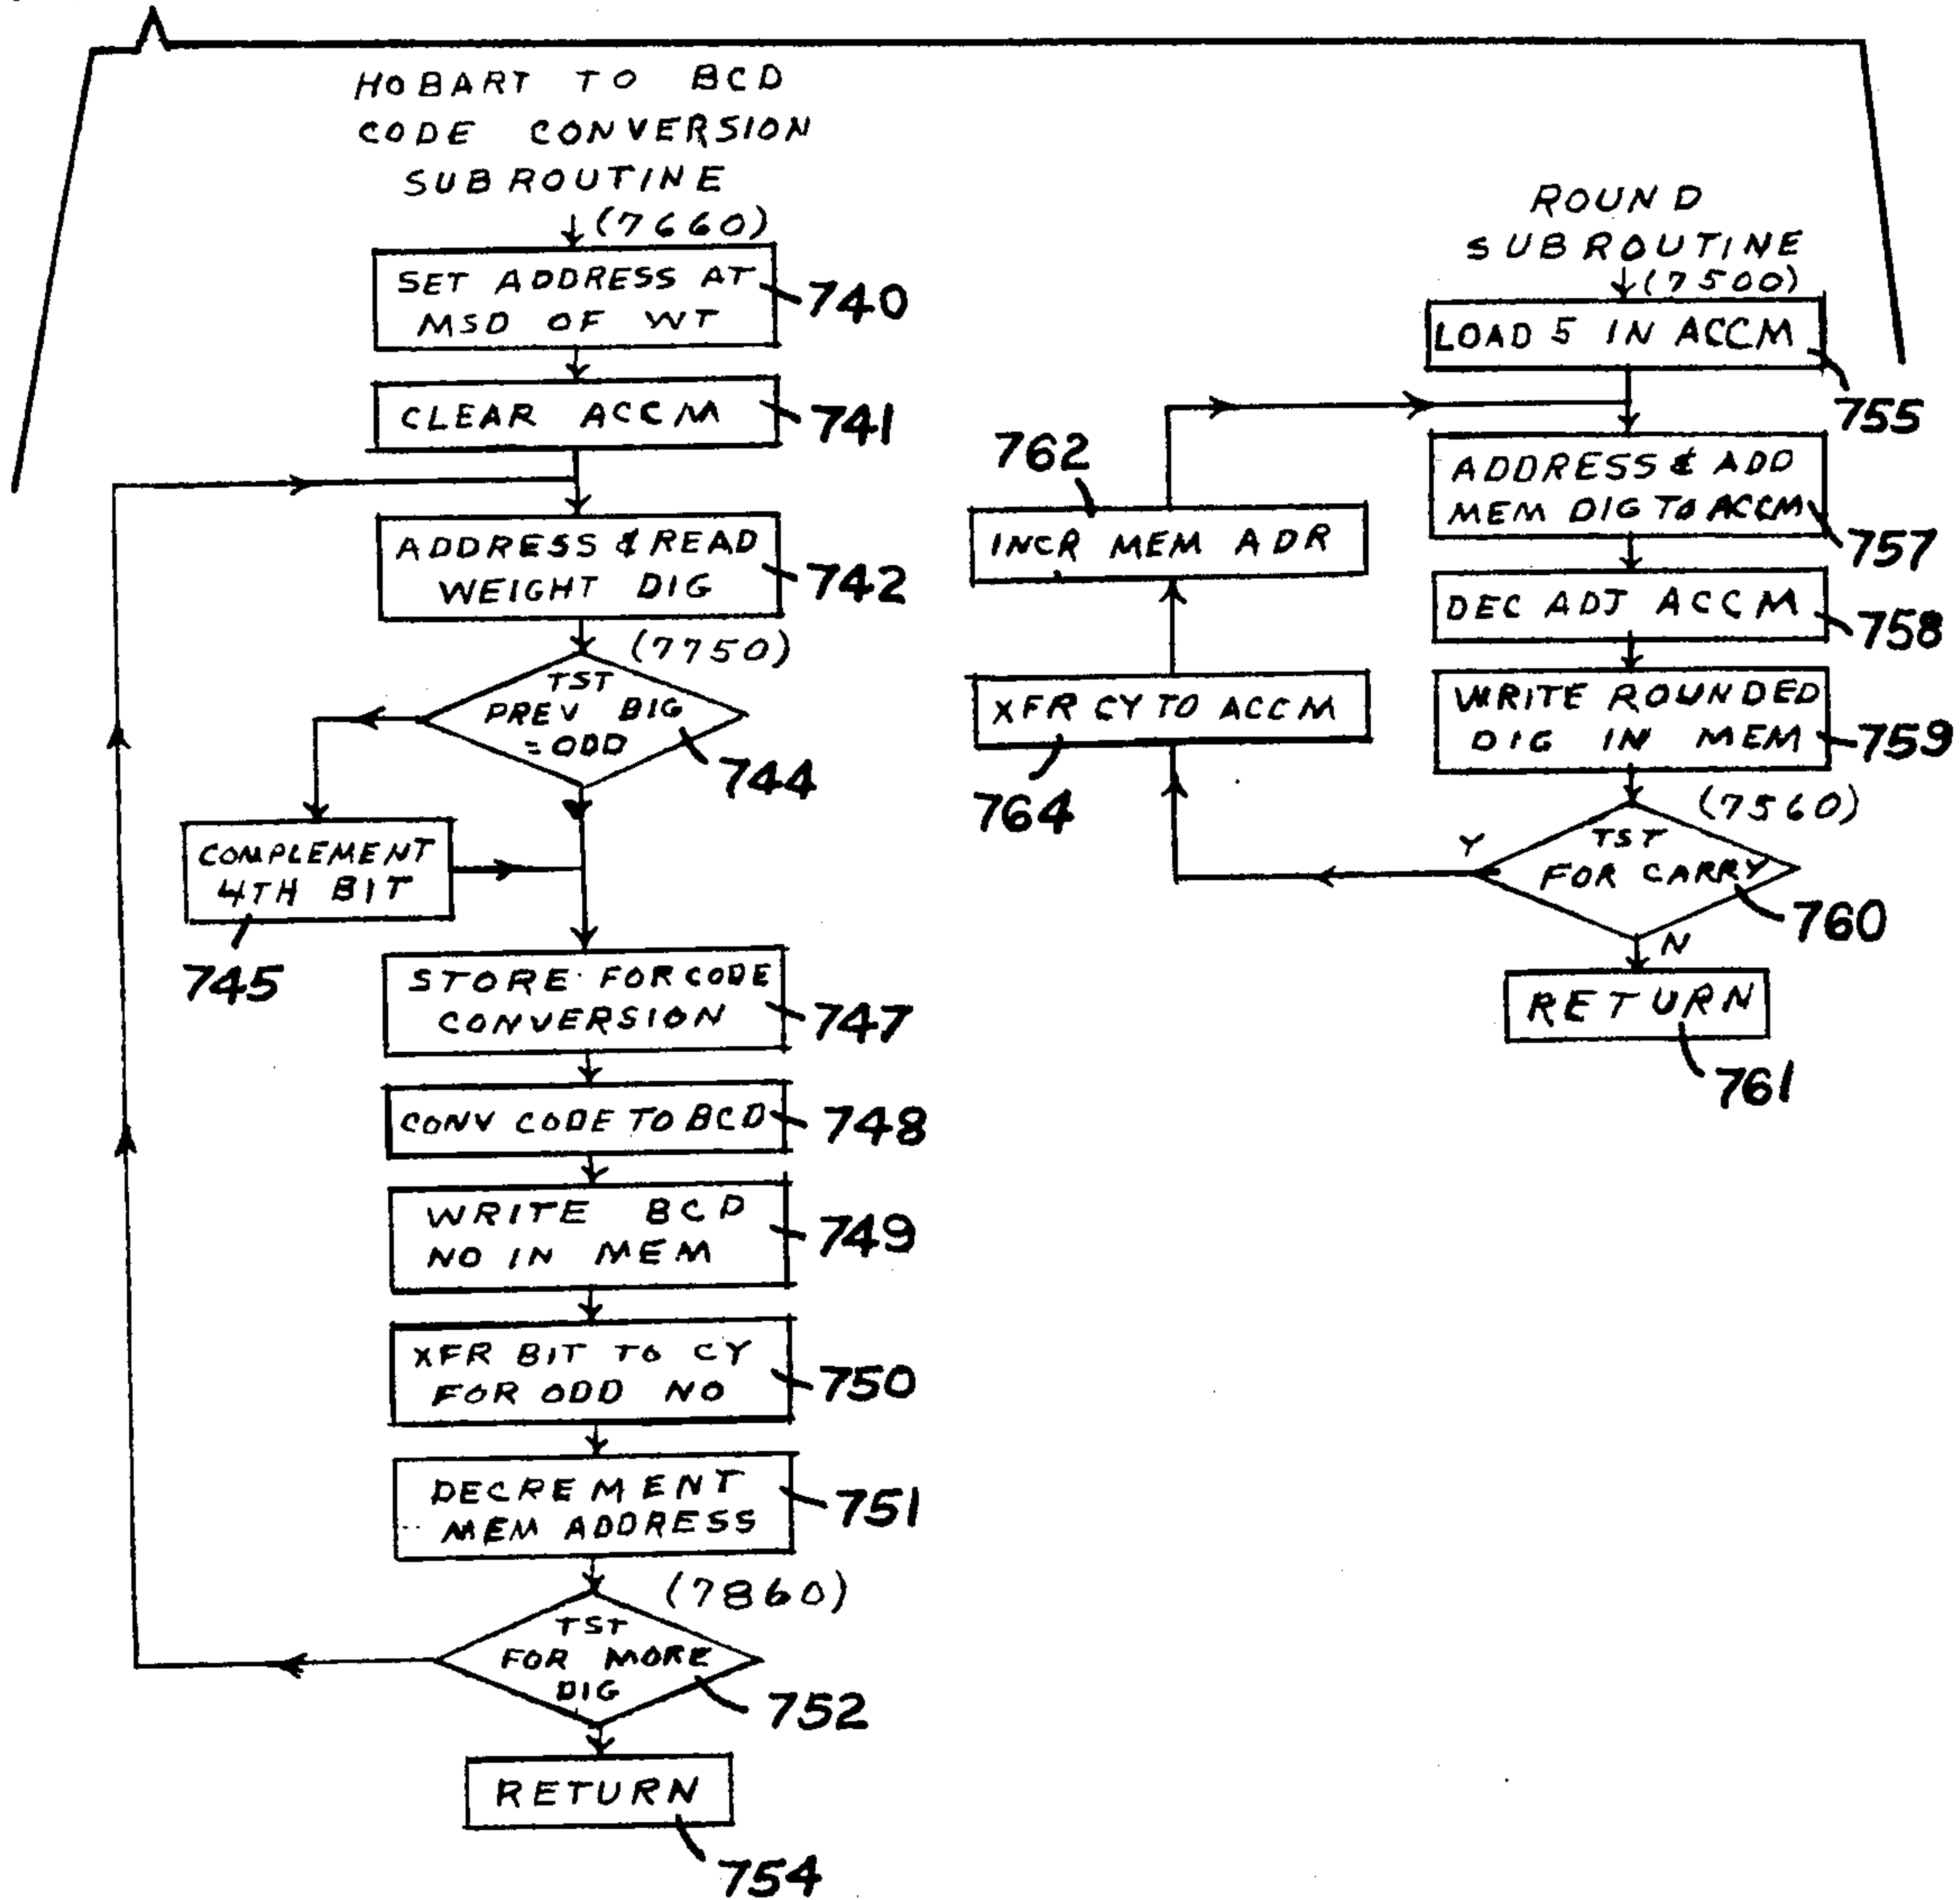 HOBART TO BCD
CODE CONVERSION
SUBROUTINE
(7660)
SET ADDRESS AT
MSD OF WT
740
CLEAR ACCM
741
ADDRESS & READ
WEIGHT DIG
742
(7750)
TST
PREV BIG
=ODD
744
COMPLEMENT
4TH BIT
745
STORE FOR CODE
CONVERSION
747
CONV CODE TO BCD
748
WRITE BCD
NO IN MEM
749
XFR BIT TO CY
FOR ODD NO
750
DECREMENT
MEM ADDRESS
751
(7860)
TST
FOR MORE
DIG
752
RETURN
754
ROUND
SUBROUTINE
(7500)
LOAD 5 IN ACCM
755
ADDRESS & ADD
MEM DIG TO ACCM
757
DEC ADJ ACCM
758
WRITE ROUNDED
DIG IN MEM
759
(7560)
TST
FOR CARRY
760
Y
N
RETURN
761
762
INCR MEM ADR
XFR CY TO ACCM
764